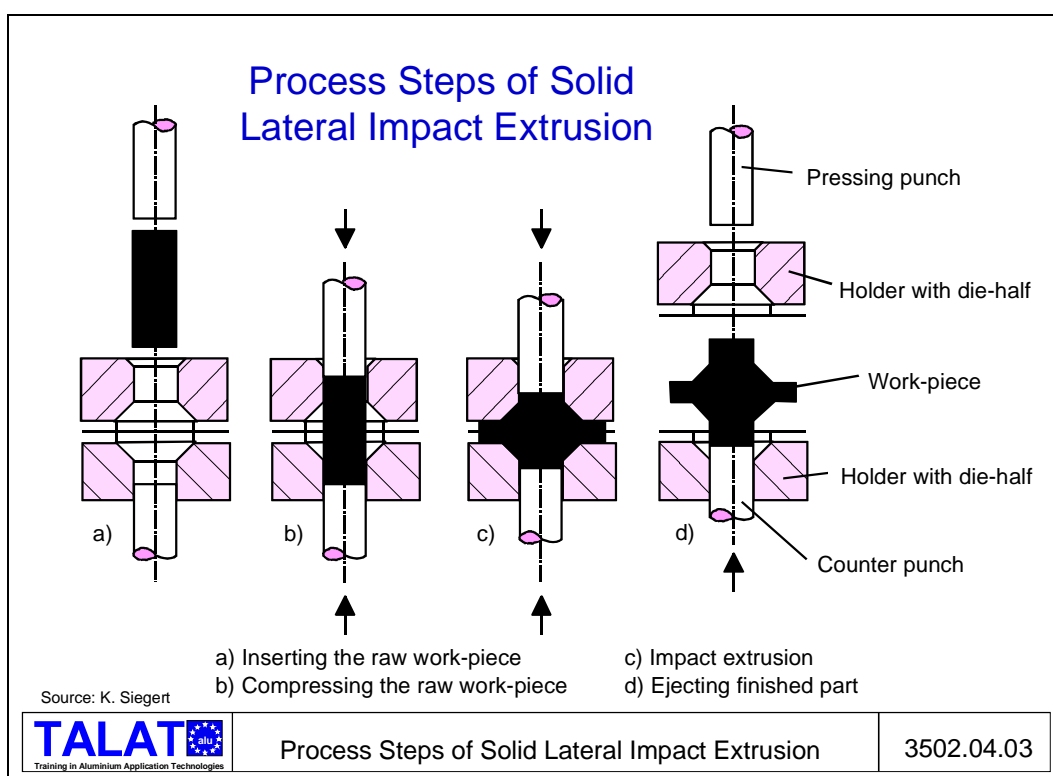 Process Steps of Solid
Lateral Impact Extrusion
Pressing punch
Holder with die-half
Work-piece
Holder with die-half
a)
b)
c)
d)
Counter punch
a) Inserting the raw work-piece
b) Compressing the raw work-piece
c) Impact extrusion
d) Ejecting finished part
Source: K. Siegert
TALAT
alu
Training in Aluminium Application Technologies
Process Steps of Solid Lateral Impact Extrusion
3502.04.03